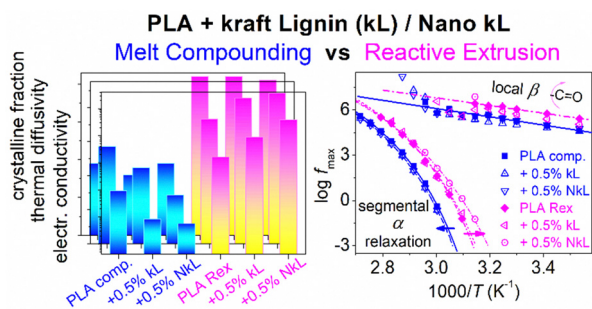 PLA + kraft Lignin (kL) / Nano kL
Melt Compounding vs Reactive Extrusion
crystalline fraction
thermal diffusivity
electr. conductivity
PLA comp.
+0.5% kL
+0.5% NkL
PLA Rex
+0.5% kL
+0.5% NkL
log fmax
6
3
0
-3
local β
-C=O
PLA comp.
+ 0.5% kL
+ 0.5% NkL
PLA Rex
+ 0.5% kL
+ 0.5% NkL
segmental
α
relaxation
2.8 3.0 3.2 3.4
1000/T (K⁻¹)